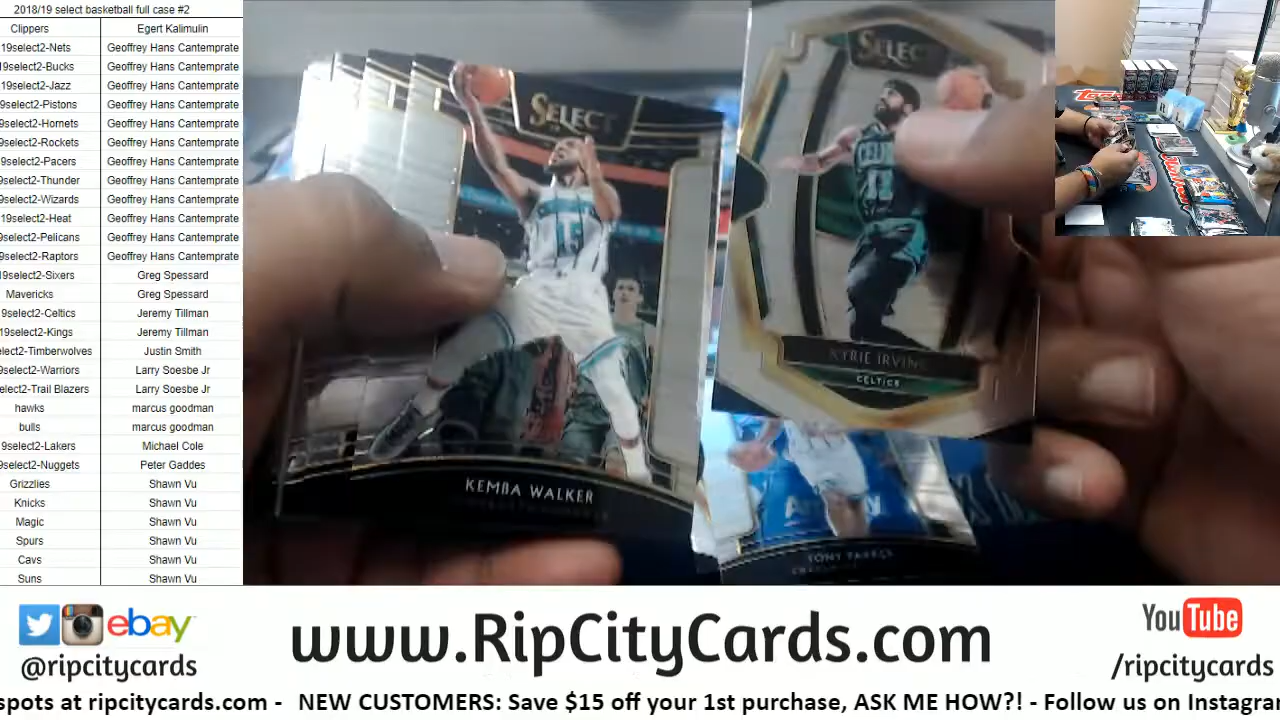 2018/19 select basketball full case #2
Clippers Egert Kalimulin
19select2-Nets Geoffrey Hans Cantemprate
19select2-Bucks Geoffrey Hans Cantemprate
19select2-Jazz Geoffrey Hans Cantemprate
9select2-Pistons Geoffrey Hans Cantemprate
9select2-Hornets Geoffrey Hans Cantemprate
9select2-Rockets Geoffrey Hans Cantemprate
9select2-Pacers Geoffrey Hans Cantemprate
9select2-Thunder Geoffrey Hans Cantemprate
9select2-Wizards Geoffrey Hans Cantemprate
19select2-Heat Geoffrey Hans Cantemprate
9select2-Pelicans Geoffrey Hans Cantemprate
9select2-Raptors Geoffrey Hans Cantemprate
19select2-Sixers Greg Spessard
Mavericks Greg Spessard
9select2-Celtics Jeremy Tillman
19select2-Kings Jeremy Tillman
elect2-Timberwolves Justin Smith
9select2-Warriors Larry Soesbe Jr
select2-Trail Blazers Larry Soesbe Jr
hawks marcus goodman
bulls marcus goodman
9select2-Lakers Michael Cole
9select2-Nuggets Peter Gaddes
Grizzlies Shawn Vu
Knicks Shawn Vu
Magic Shawn Vu
Spurs Shawn Vu
Cavs Shawn Vu
Suns Shawn Vu
SELECT
15
KEMBA WALKER
SELECT
KYRIE IRVING
CELTICS
TONY PARKER
ebay
@ripcitycards
www.RipCityCards.com
YouTube
/ripcitycards
spots at ripcitycards.com - NEW CUSTOMERS: Save $15 off your 1st purchase, ASK ME HOW?! - Follow us on Instagra